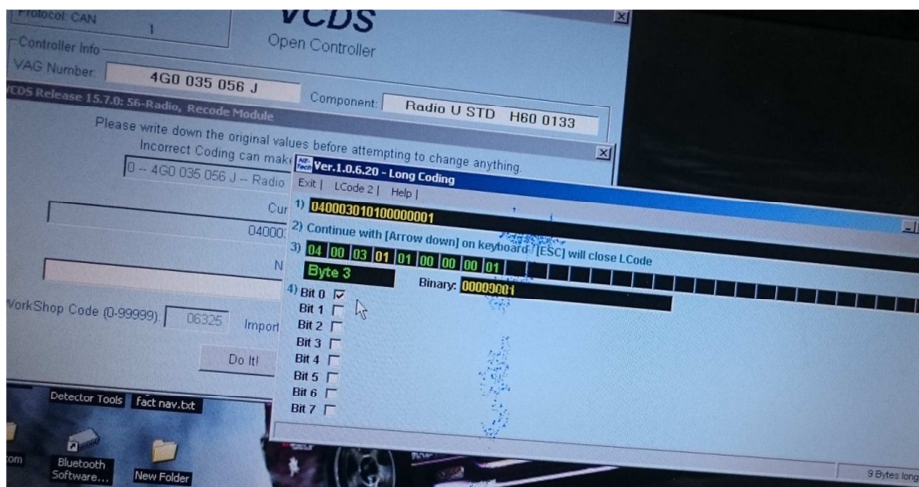 Protocol: CAN
1
VCDS
Open Controller
Controller Info
VAG Number: 4G0 035 056 J
Component: Radio U STD H60 0133
VCDS Release 15.7.0: 56-Radio, Recode Module
Please write down the original values before attempting to change anything.
Incorrect Coding can mak
0 -- 4G0 035 056 J -- Radio
Cur
04000
N
WorkShop Code (0-99999): 06325 Import
Do It!
Ver.1.0.6.20 - Long Coding
Exit | LCode 2 | Help |
1) 040003010100000001
2) Continue with [Arrow down] on keyboard [ESC] will close LCode
3) 04 00 03 01 01 00 00 00 01
Byte 3
Binary: 00000001
4) Bit 0
Bit 1
Bit 2
Bit 3
Bit 4
Bit 5
Bit 6
Bit 7
9 Bytes long
Detector Tools
fact nav.txt
com
Bluetooth
Software...
New Folder